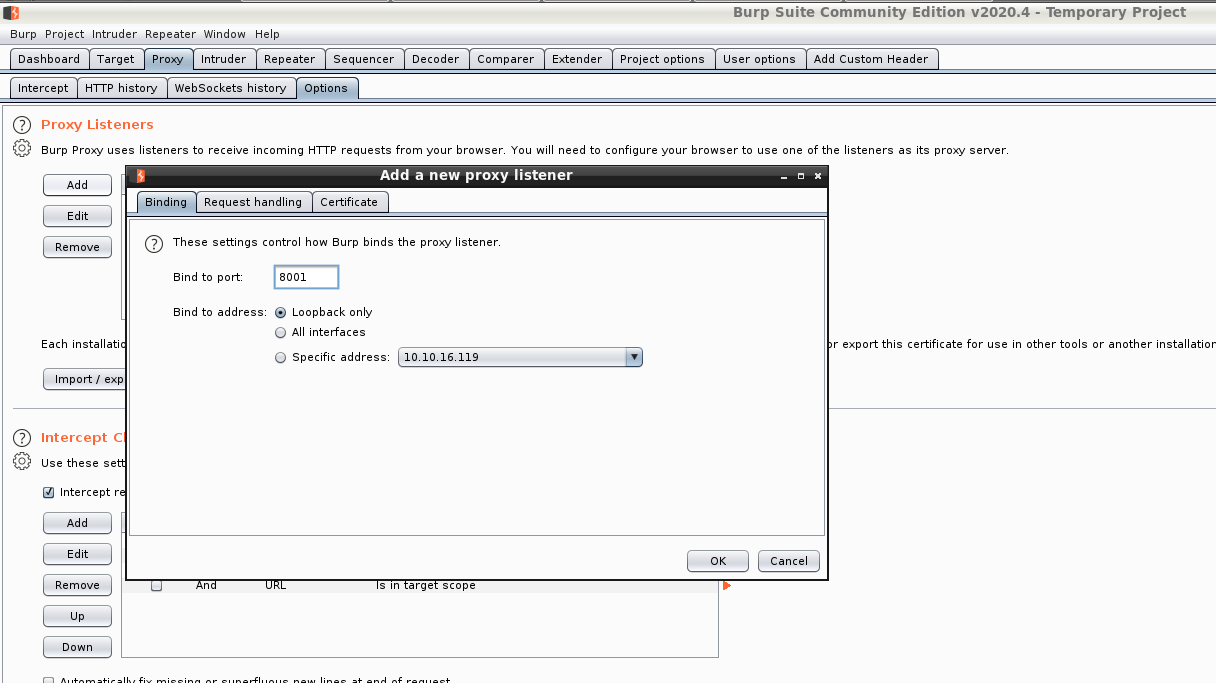 Burp Suite Community Edition v2020.4 - Temporary Project
Burp Project Intruder Repeater Window Help
Dashboard Target Proxy Intruder Repeater Sequencer Decoder Comparer Extender Project options User options Add Custom Header
Intercept HTTP history WebSockets history Options
? Proxy Listeners
Burp Proxy uses listeners to receive incoming HTTP requests from your browser. You will need to configure your browser to use one of the listeners as its proxy server.
Add
Edit
Remove
Add a new proxy listener
Binding Request handling Certificate
? These settings control how Burp binds the proxy listener.
Bind to port: 8001
Bind to address: Loopback only
All interfaces
Specific address: 10.10.16.119
OK Cancel
Each installatio
or export this certificate for use in other tools or another installation
Import / exp
? Intercept Cl
Use these sett
Intercept re
Add
Edit
Remove
Up
Down
And URL Is in target scope
Automatically fix missing or superfluous new lines at end of request